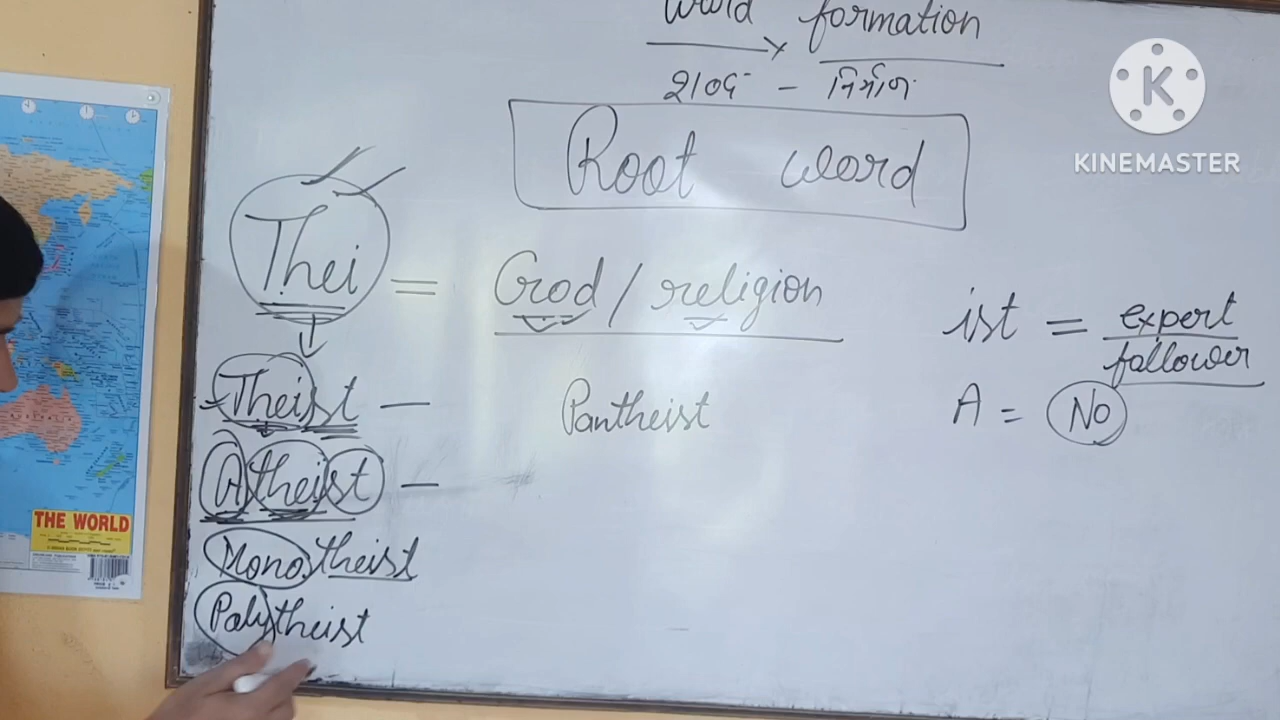 Word formation
शब्द - निर्माण
Root word
Thei = God / religion
ist = expert
follower
Theist -
Pantheist
A = No
Atheist -
Monotheist
Polytheist
THE WORLD
K
KINEMASTER